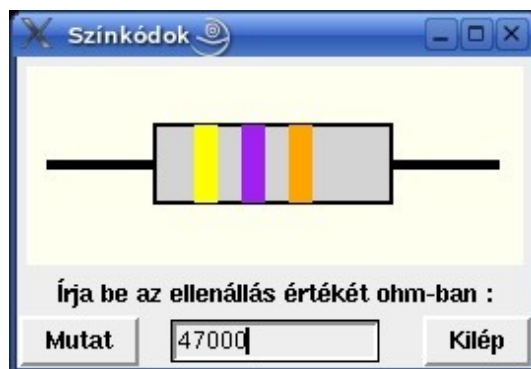 Színkódok
Írja be az ellenállás értékét ohm-ban :
Mutat 47000 Kilép